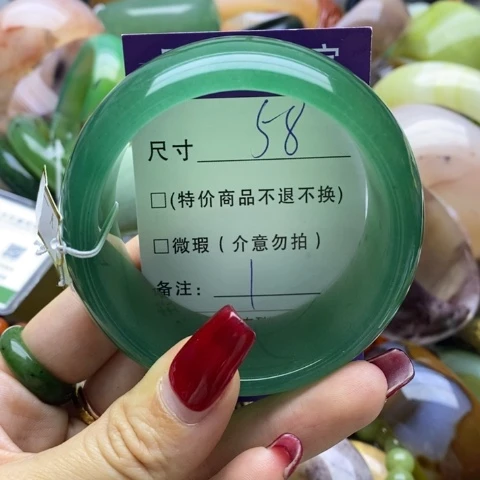 尺寸 58
□(特价商品不退不换)
□微瑕(介意勿拍)
备注: 1